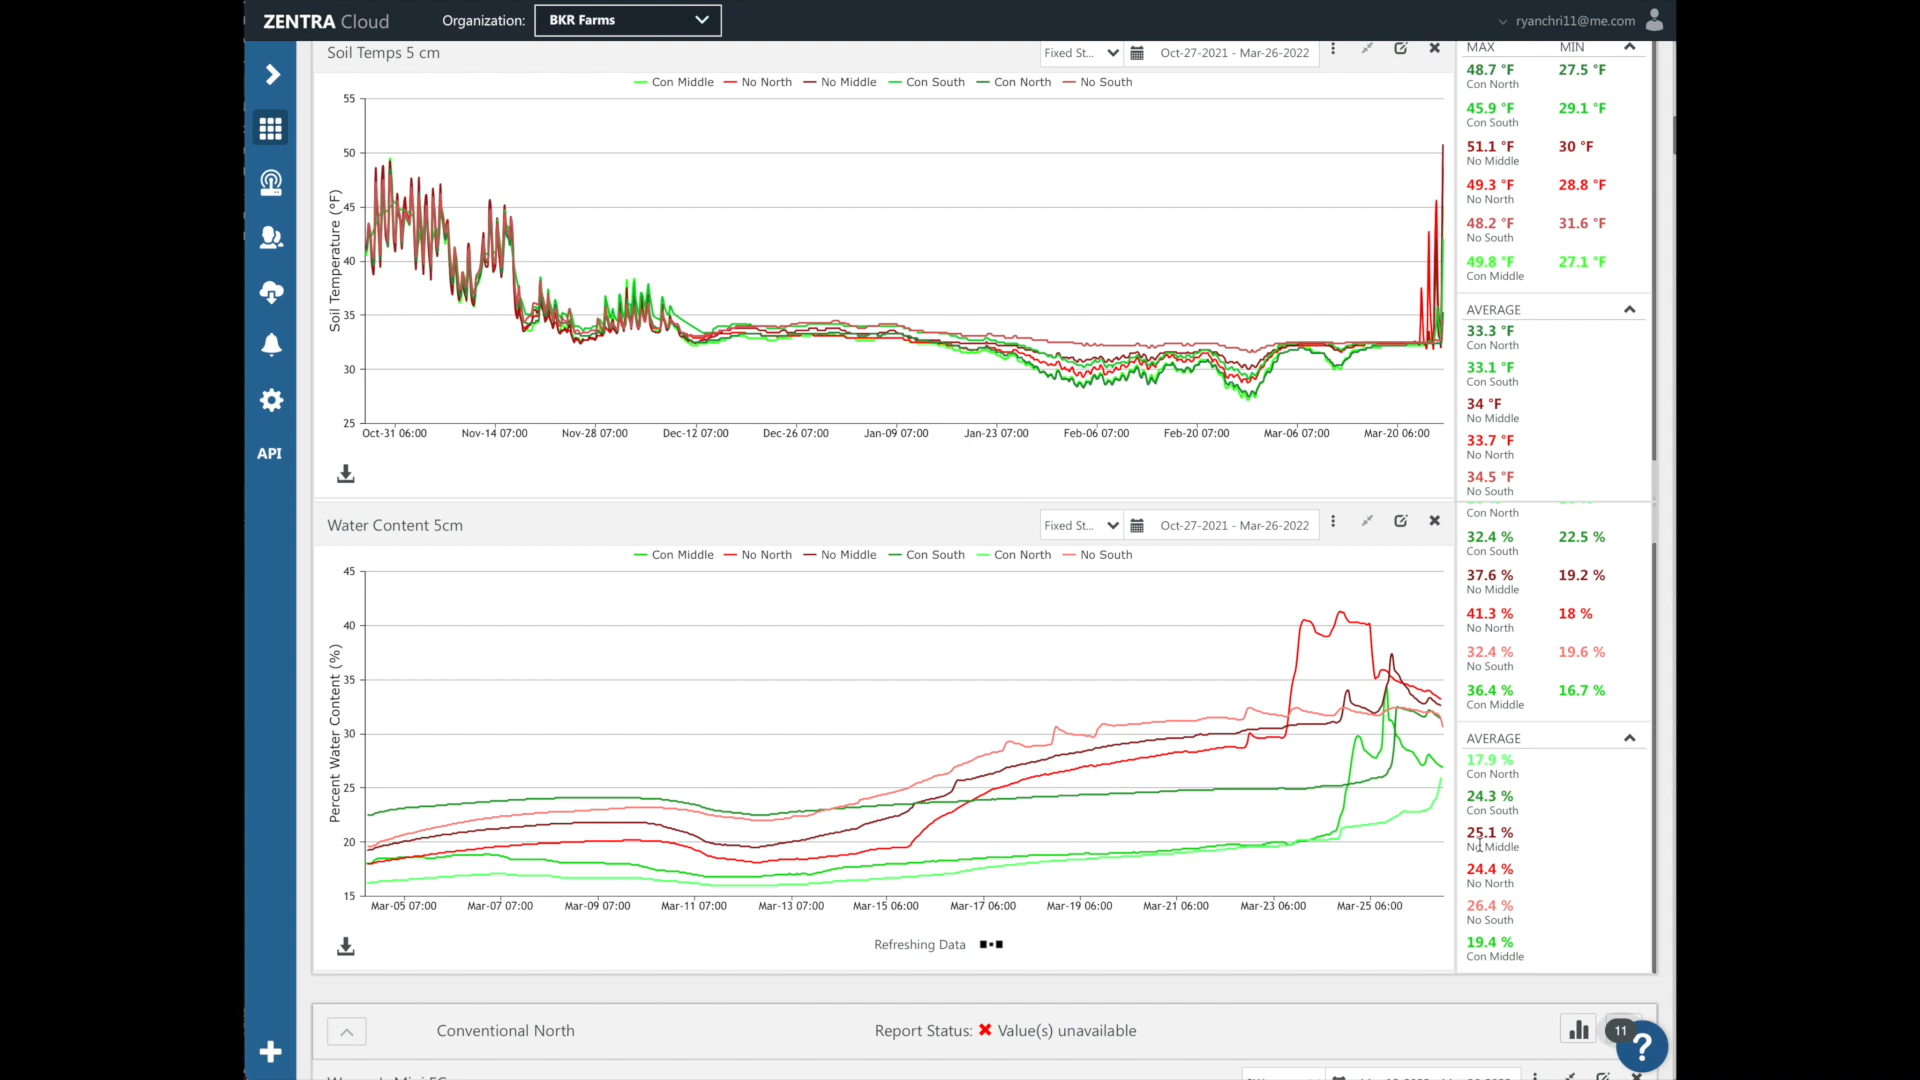 ZENTRA Cloud
Organization: BKR Farms
ryanchri11@me.com
API
Soil Temps 5 cm
Fixed St...
Oct-27-2021 - Mar-26-2022
Con Middle No North No Middle Con South Con North No South
Soil Temperature (°F)
55
50
45
40
35
30
25
Oct-31 06:00 Nov-14 07:00 Nov-28 07:00 Dec-12 07:00 Dec-26 07:00 Jan-09 07:00 Jan-23 07:00 Feb-06 07:00 Feb-20 07:00 Mar-06 07:00 Mar-20 06:00
MAX MIN
48.7 °F 27.5 °F
Con North
45.9 °F 29.1 °F
Con South
51.1 °F 30 °F
No Middle
49.3 °F 28.8 °F
No North
48.2 °F 31.6 °F
No South
49.8 °F 27.1 °F
Con Middle
AVERAGE
33.3 °F
Con North
33.1 °F
Con South
34 °F
No Middle
33.7 °F
No North
34.5 °F
No South
Water Content 5cm
Fixed St...
Oct-27-2021 - Mar-26-2022
Con Middle No North No Middle Con South Con North No South
Percent Water Content (%)
45
40
35
30
25
20
15
Mar-05 07:00 Mar-07 07:00 Mar-09 07:00 Mar-11 07:00 Mar-13 07:00 Mar-15 06:00 Mar-17 06:00 Mar-19 06:00 Mar-21 06:00 Mar-23 06:00 Mar-25 06:00
Refreshing Data
Con North
32.4 % 22.5 %
Con South
37.6 % 19.2 %
No Middle
41.3 % 18 %
No North
32.4 % 19.6 %
No South
36.4 % 16.7 %
Con Middle
AVERAGE
17.9 %
Con North
24.3 %
Con South
25.1 %
No Middle
24.4 %
No North
26.4 %
No South
19.4 %
Con Middle
Conventional North
Report Status: Value(s) unavailable
11
?